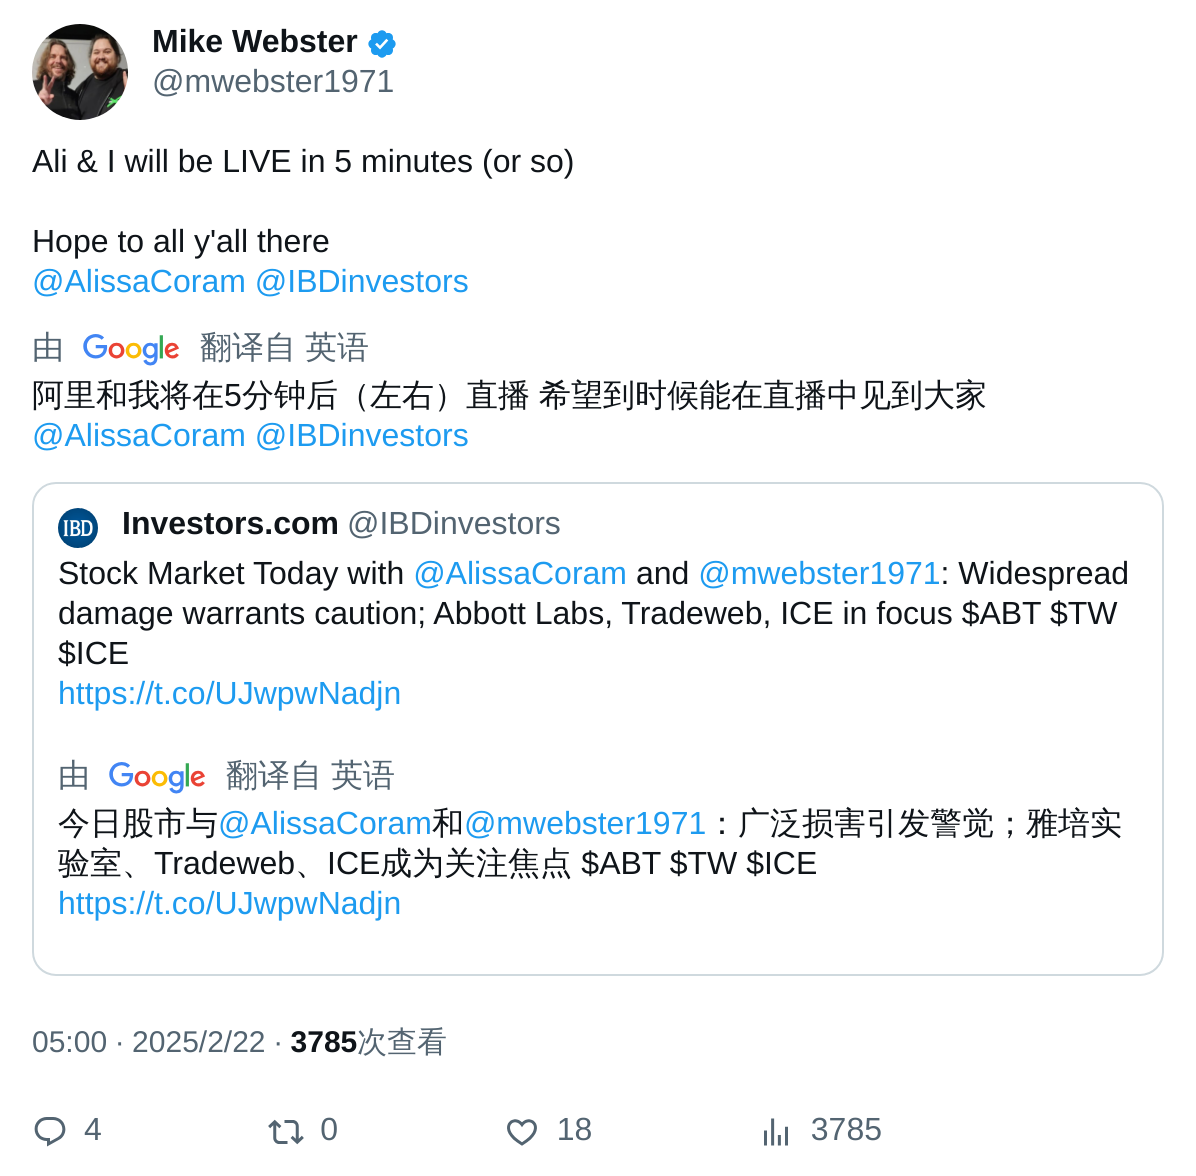 Mike Webster
@mwebster1971
Ali & I will be LIVE in 5 minutes (or so)
Hope to all y'all there
@AlissaCoram @IBDinvestors
由 Google 翻译自 英语
阿里和我将在5分钟后（左右）直播 希望到时候能在直播中见到大家
@AlissaCoram @IBDinvestors
IBD Investors.com @IBDinvestors
Stock Market Today with @AlissaCoram and @mwebster1971: Widespread
damage warrants caution; Abbott Labs, Tradeweb, ICE in focus $ABT $TW
$ICE
https://t.co/UJwpwNadjn
由 Google 翻译自 英语
今日股市与@AlissaCoram和@mwebster1971：广泛损害引发警觉；雅培实
验室、Tradeweb、ICE成为关注焦点 $ABT $TW $ICE
https://t.co/UJwpwNadjn
05:00 · 2025/2/22 · 3785次查看
4 0 18 3785